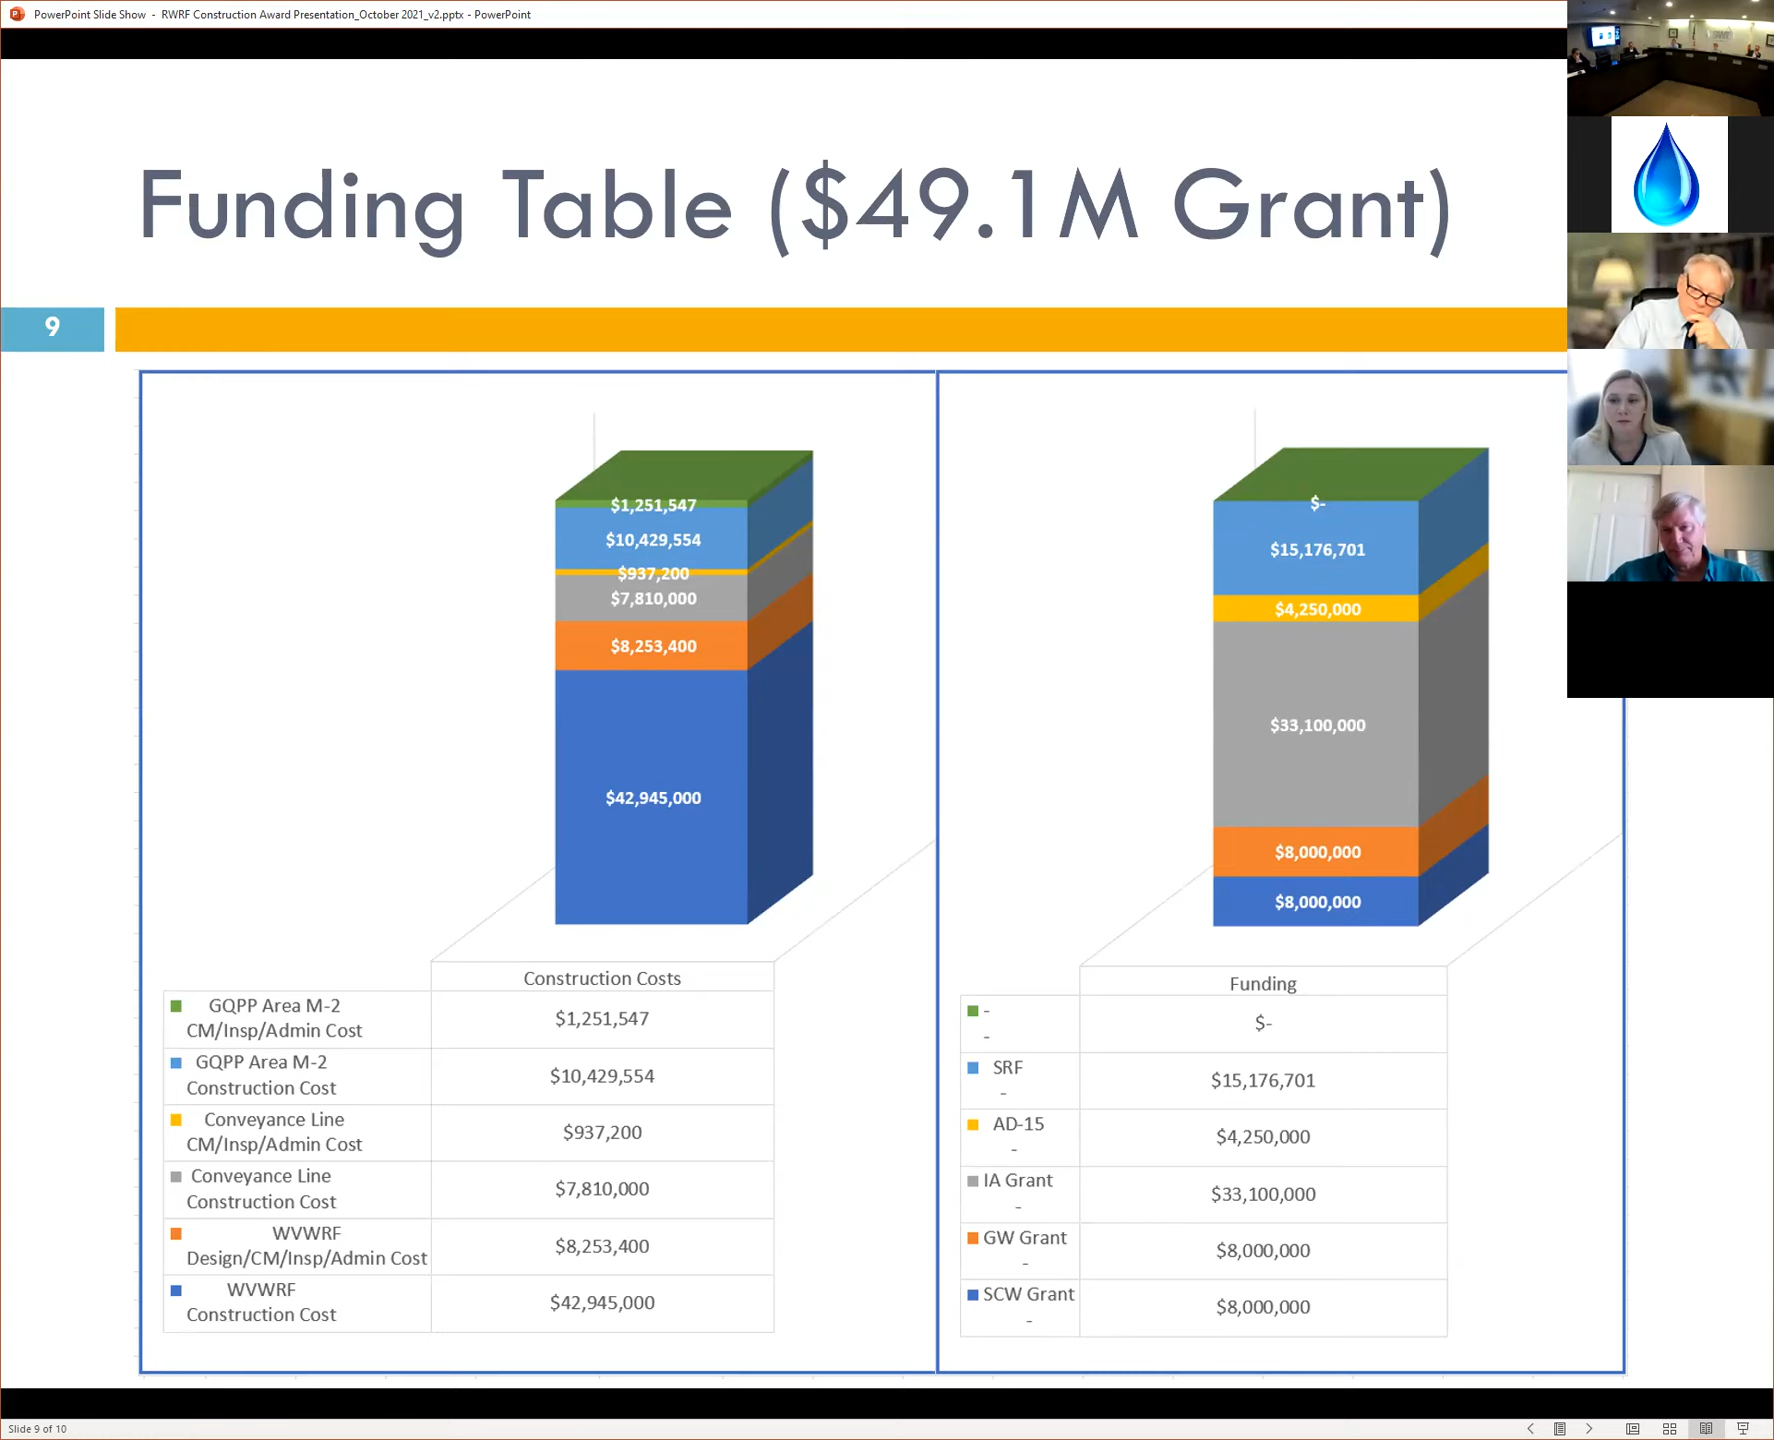 PowerPoint Slide Show - RWRF Construction Award Presentation_October 2021_v2.pptx - PowerPoint
Funding Table ($49.1M Grant)
9
$1,251,547
$10,429,554
$937,200
$7,810,000
$8,253,400
$42,945,000
Construction Costs
GQPP Area M-2
CM/Insp/Admin Cost
$1,251,547
GQPP Area M-2
Construction Cost
$10,429,554
Conveyance Line
CM/Insp/Admin Cost
$937,200
Conveyance Line
Construction Cost
$7,810,000
WVWRF
Design/CM/Insp/Admin Cost
$8,253,400
WVWRF
Construction Cost
$42,945,000
$-
$15,176,701
$4,250,000
$33,100,000
$8,000,000
$8,000,000
Funding
-
-
$-
SRF
-
$15,176,701
AD-15
-
$4,250,000
IA Grant
-
$33,100,000
GW Grant
-
$8,000,000
SCW Grant
-
$8,000,000
Slide 9 of 10